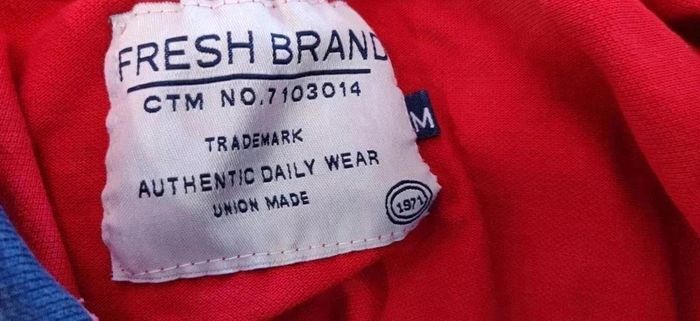 FRESH BRAND
CTM NO.7103014
TRADEMARK
AUTHENTIC DAILY WEAR
UNION MADE
1971
M